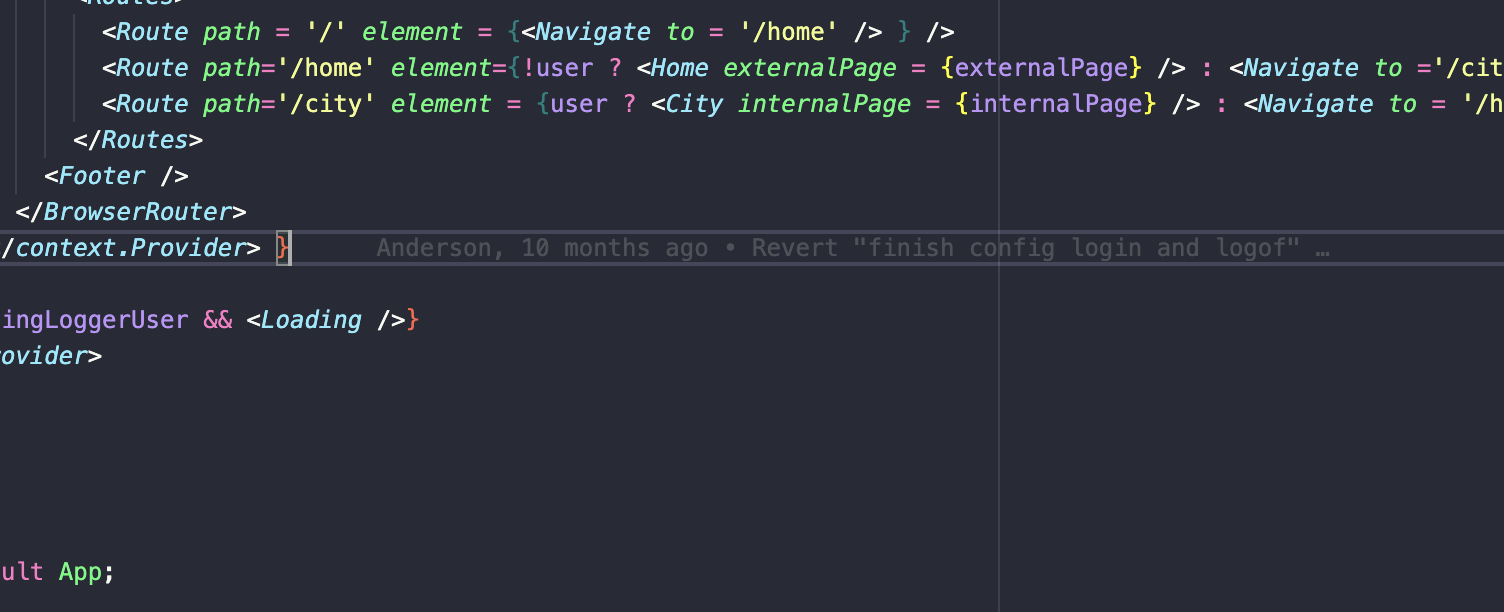 <Routes>
<Route path = '/' element = {<Navigate to = '/home' /> } />
<Route path='/home' element={!user ? <Home externalPage = {externalPage} /> : <Navigate to ='/cit
<Route path='/city' element = {user ? <City internalPage = {internalPage} /> : <Navigate to = '/h
</Routes>
<Footer />
</BrowserRouter>
/context.Provider> }     Anderson, 10 months ago • Revert "finish config login and logof" …
ingLoggerUser && <Loading />}
ovider>
ult App;